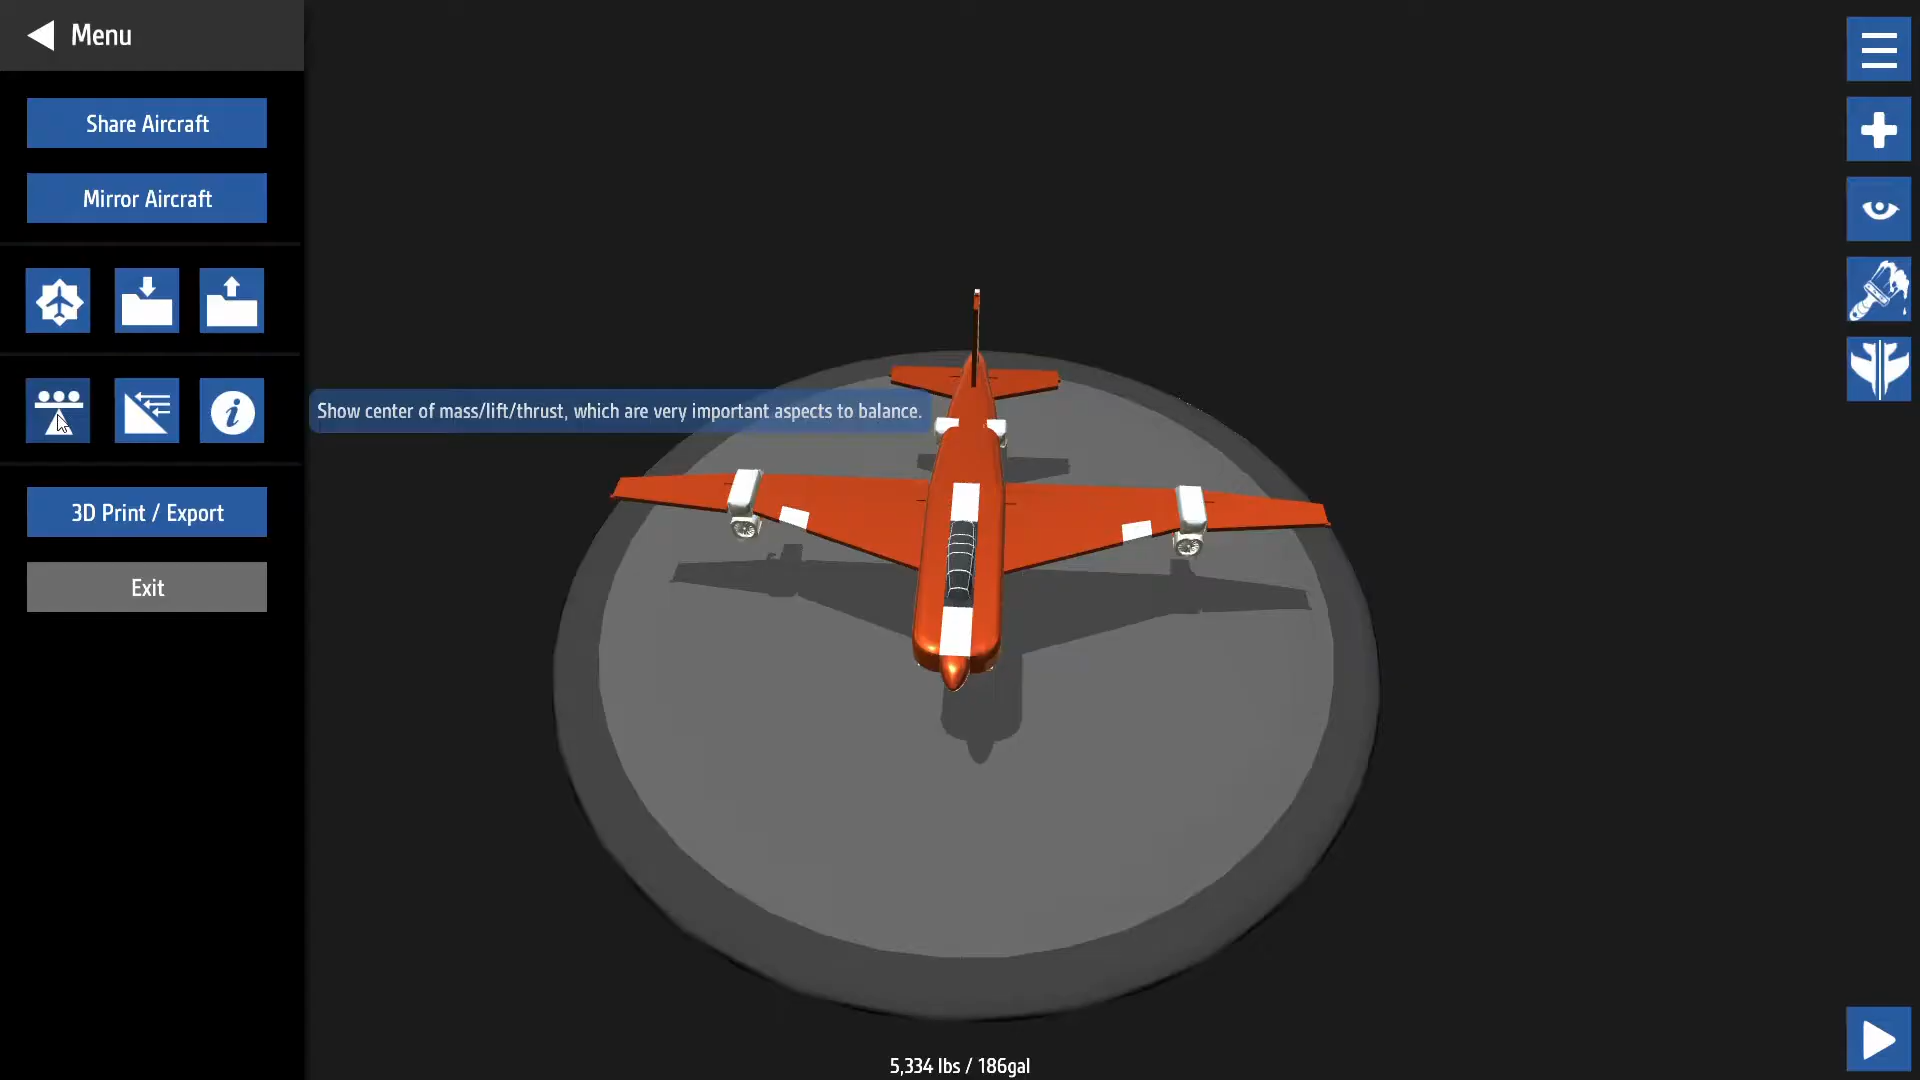 Menu
Share Aircraft
Mirror Aircraft
Show center of mass/lift/thrust, which are very important aspects to balance.
3D Print / Export
Exit
5,334 lbs / 186gal